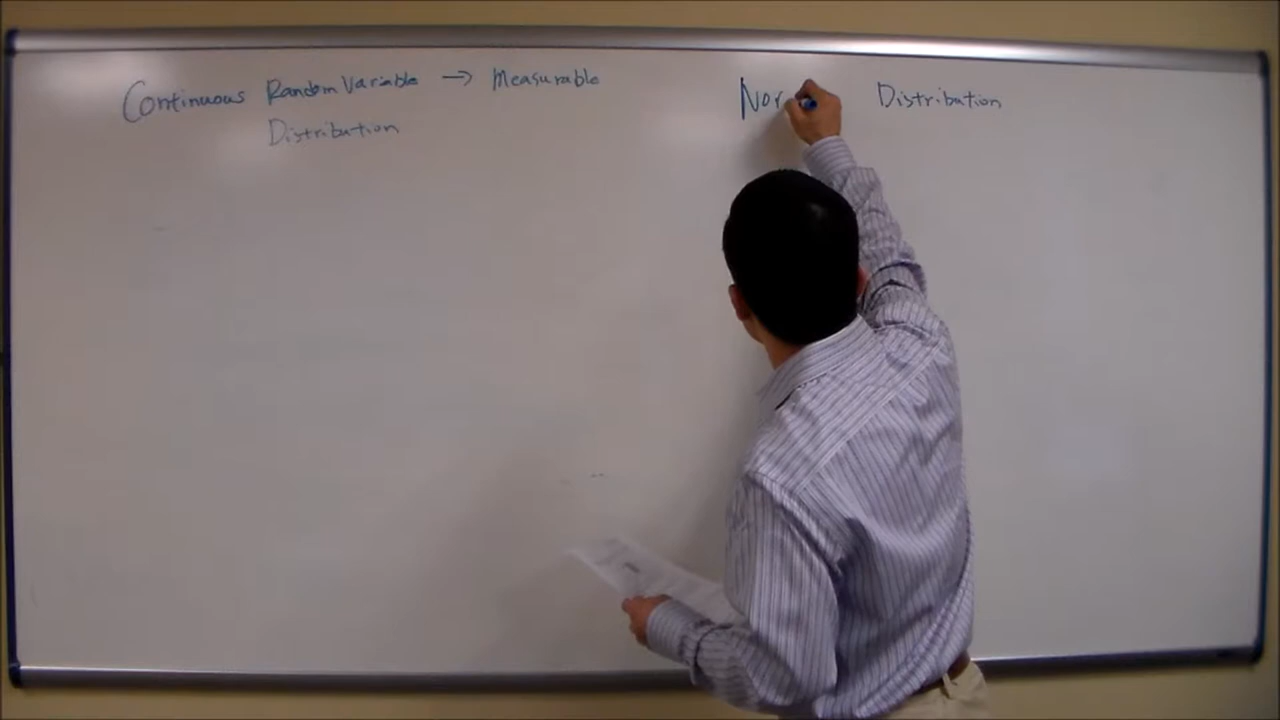 Continuous Random Variable → Measurable
Distribution
Nor Distribution